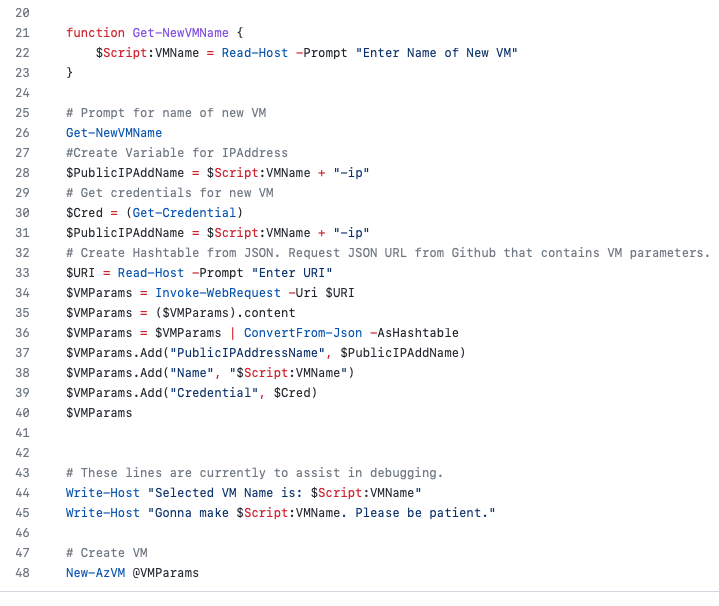 20
21 function Get-NewVMName {
22 $Script:VMName = Read-Host -Prompt "Enter Name of New VM"
23 }
24
25 # Prompt for name of new VM
26 Get-NewVMName
27 #Create Variable for IPAddress
28 $PublicIPAddName = $Script:VMName + "-ip"
29 # Get credentials for new VM
30 $Cred = (Get-Credential)
31 $PublicIPAddName = $Script:VMName + "-ip"
32 # Create Hashtable from JSON. Request JSON URL from Github that contains VM parameters.
33 $URI = Read-Host -Prompt "Enter URI"
34 $VMParams = Invoke-WebRequest -Uri $URI
35 $VMParams = ($VMParams).content
36 $VMParams = $VMParams | ConvertFrom-Json -AsHashtable
37 $VMParams.Add("PublicIPAddressName", $PublicIPAddName)
38 $VMParams.Add("Name", "$Script:VMName")
39 $VMParams.Add("Credential", $Cred)
40 $VMParams
41
42
43 # These lines are currently to assist in debugging.
44 Write-Host "Selected VM Name is: $Script:VMName"
45 Write-Host "Gonna make $Script:VMName. Please be patient."
46
47 # Create VM
48 New-AzVM @VMParams